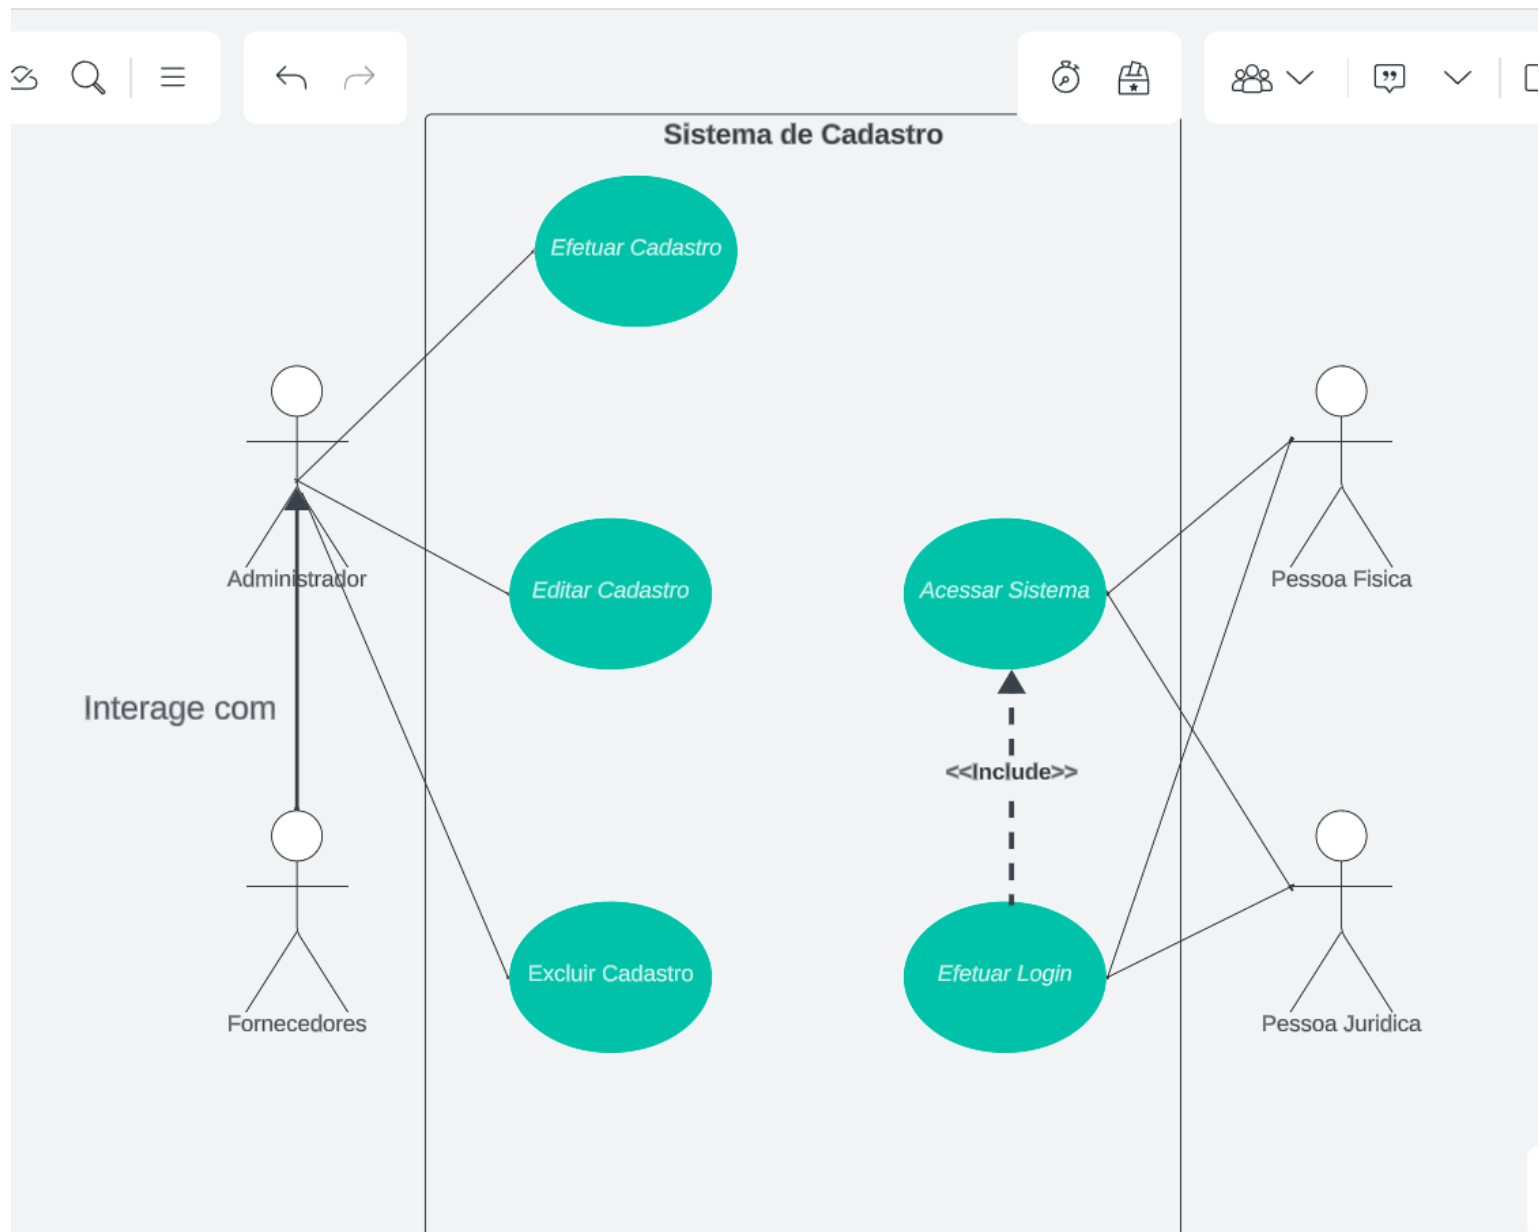 Sistema de Cadastro
Efetuar Cadastro
Administrador
Editar Cadastro
Acessar Sistema
Pessoa Fisica
Interage com
<<Include>>
Excluir Cadastro
Efetuar Login
Fornecedores
Pessoa Juridica